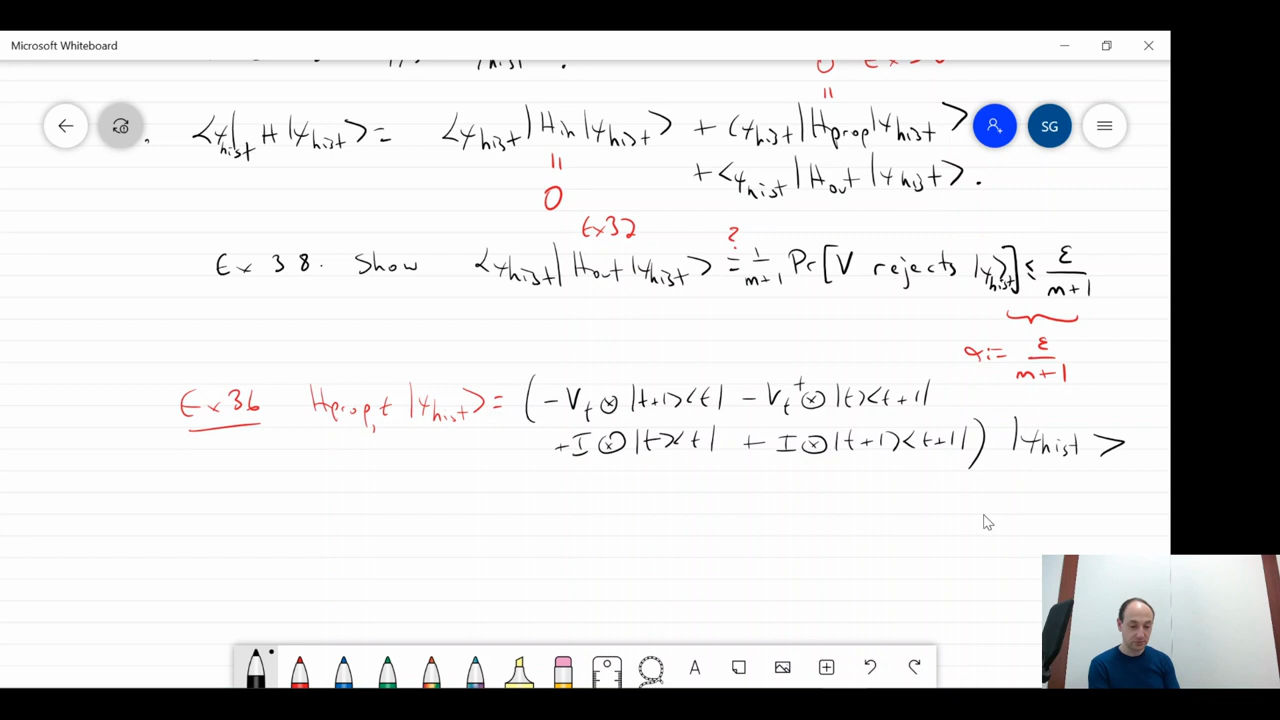 Microsoft Whiteboard
Ex 36
. <ψhist| H |ψhist> = <ψhist| Hin |ψhist> + <ψhist| Hprop |ψhist>
SG
+ <ψhist| Hout |ψhist>.
= 0
Ex 32
Ex 38. Show <ψhist| Hout |ψhist> =? 1/(m+1) Pr[V rejects |ψhist>] ≤ ε/(m+1)
α := ε/(m+1)
Ex 36 Hprop,t |ψhist> = (-Vt ⊗ |t+1><t| - Vt† ⊗ |t><t+1|
+ I ⊗ |t><t| + I ⊗ |t+1><t+1|) |ψhist>
A